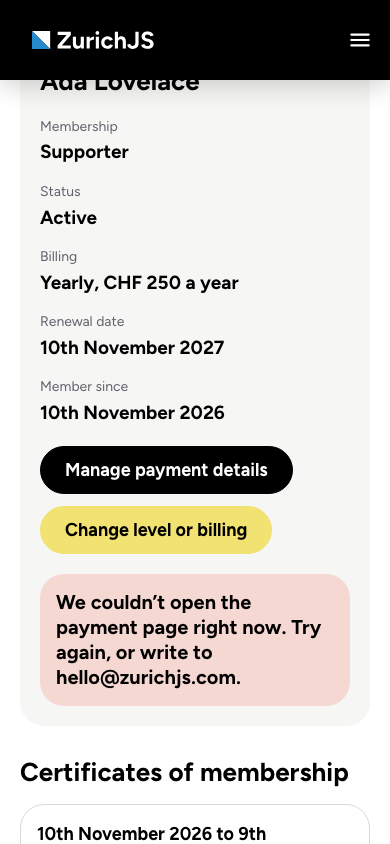 ZurichJS
Ada Lovelace
Membership
Supporter
Status
Active
Billing
Yearly, CHF 250 a year
Renewal date
10th November 2027
Member since
10th November 2026
Manage payment details
Change level or billing
We couldn’t open the
payment page right now. Try
again, or write to
hello@zurichjs.com.
Certificates of membership
10th November 2026 to 9th